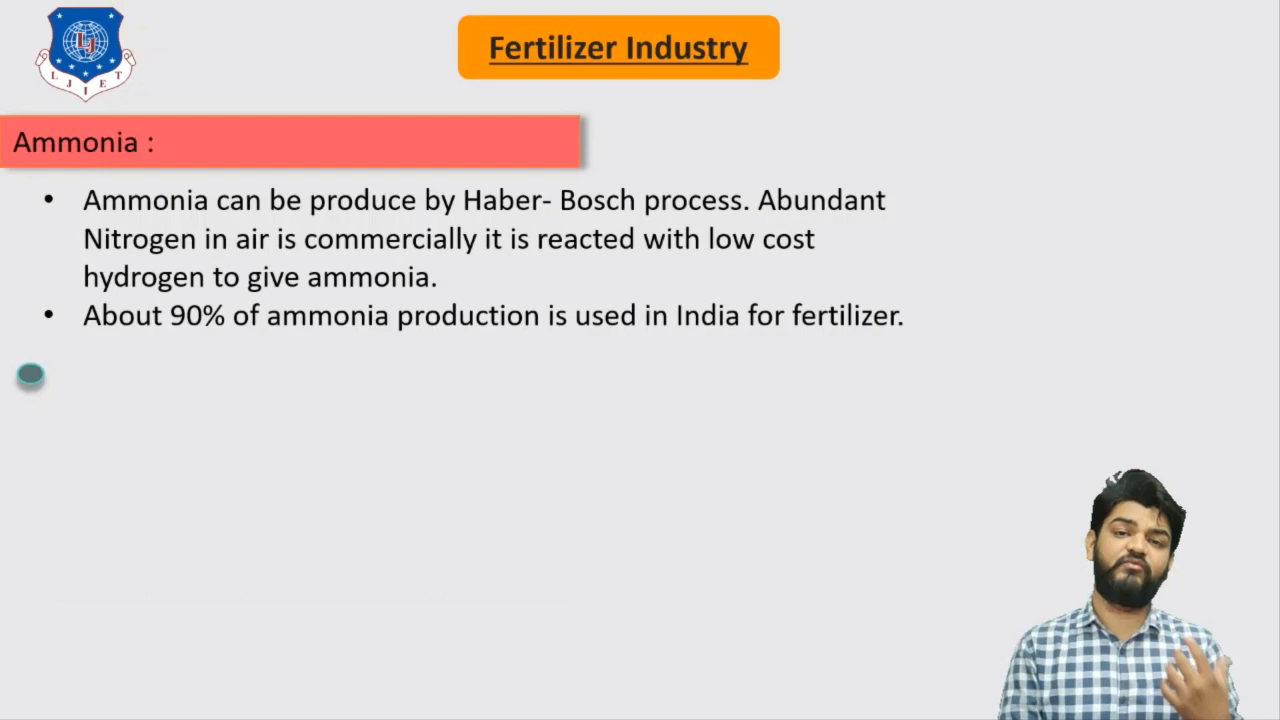 LJ
L J I E T
Fertilizer Industry
Ammonia :
• Ammonia can be produce by Haber- Bosch process. Abundant
Nitrogen in air is commercially it is reacted with low cost
hydrogen to give ammonia.
• About 90% of ammonia production is used in India for fertilizer.